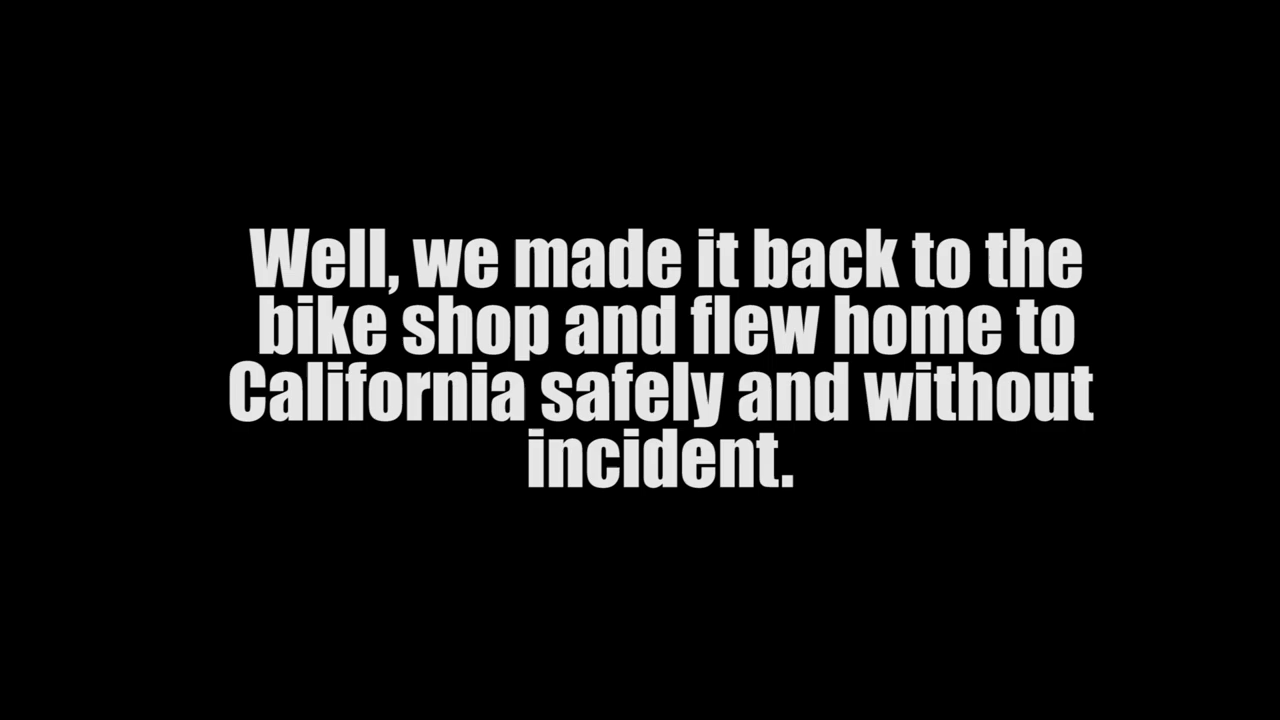 Well, we made it back to the
bike shop and flew home to
California safely and without
incident.